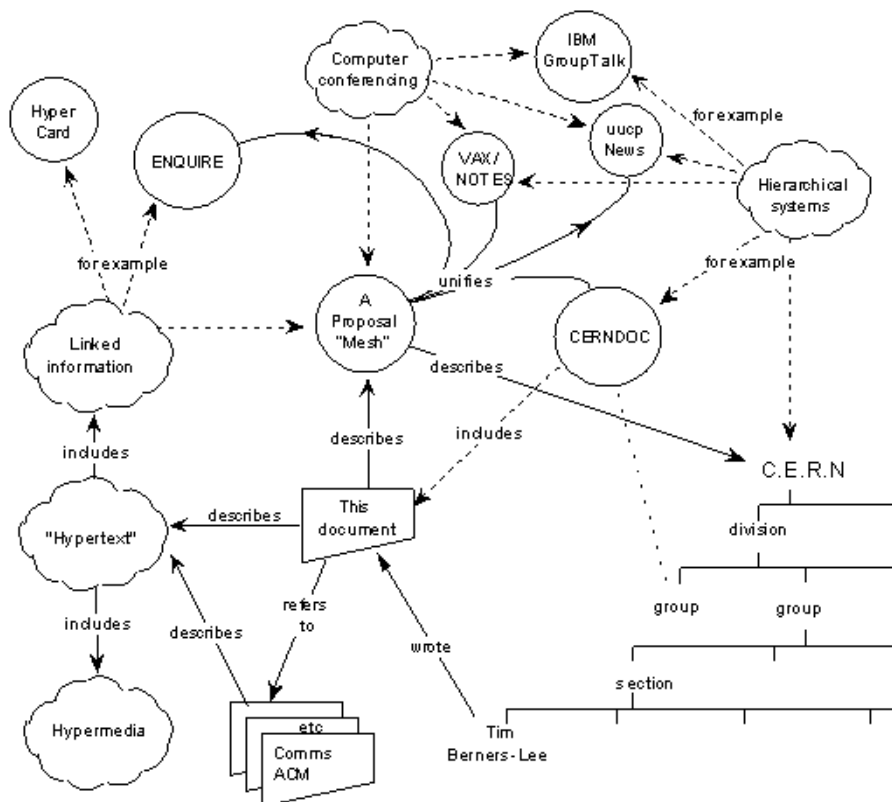 Computer
conferencing
IBM
GroupTalk
Hyper
Card
ENQUIRE
VAX/
NOTES
uucp
News
for example
Hierarchical
systems
for example
unifies
for example
A
Proposal
"Mesh"
CERNDOC
Linked
information
describes
includes
describes
includes
C.E.R.N
This
document
describes
"Hypertext"
division
refers
to
group
group
includes
describes
wrote
section
Hypermedia
etc
Comms
ACM
Tim
Berners-Lee